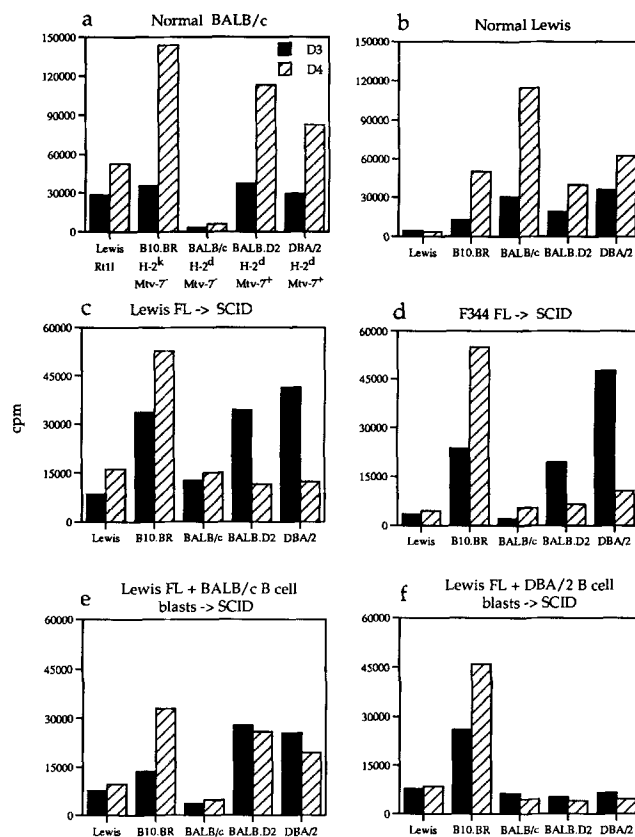 a Normal BALB/c
150000
120000
90000
60000
30000
0
D3
D4
Lewis B10.BR BALB/c BALB.D2 DBA/2
Rt1l H-2k H-2d H-2d H-2d
Mtv-7- Mtv-7- Mtv-7+ Mtv-7+
b Normal Lewis
150000
120000
90000
60000
30000
0
Lewis B10.BR BALB/c BALB.D2 DBA/2
c Lewis FL -> SCID
60000
45000
30000
15000
0
cpm
Lewis B10.BR BALB/c BALB.D2 DBA/2
d F344 FL -> SCID
60000
45000
30000
15000
0
Lewis B10.BR BALB/c BALB.D2 DBA/2
e Lewis FL + BALB/c B cell
blasts -> SCID
60000
45000
30000
15000
0
Lewis B10.BR BALB/c BALB.D2 DBA/2
f Lewis FL + DBA/2 B cell
blasts -> SCID
60000
45000
30000
15000
0
Lewis B10.BR BALB/c BALB.D2 DBA/2